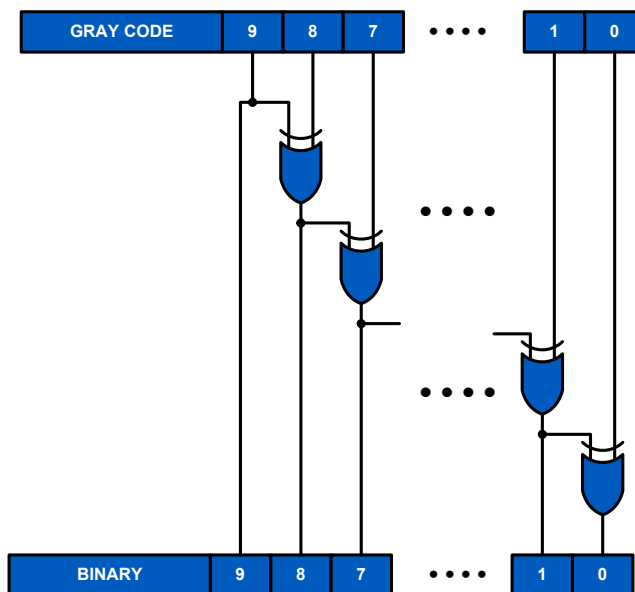 GRAY CODE 9 8 7 •••• 1 0
••••
••••
BINARY 9 8 7 •••• 1 0